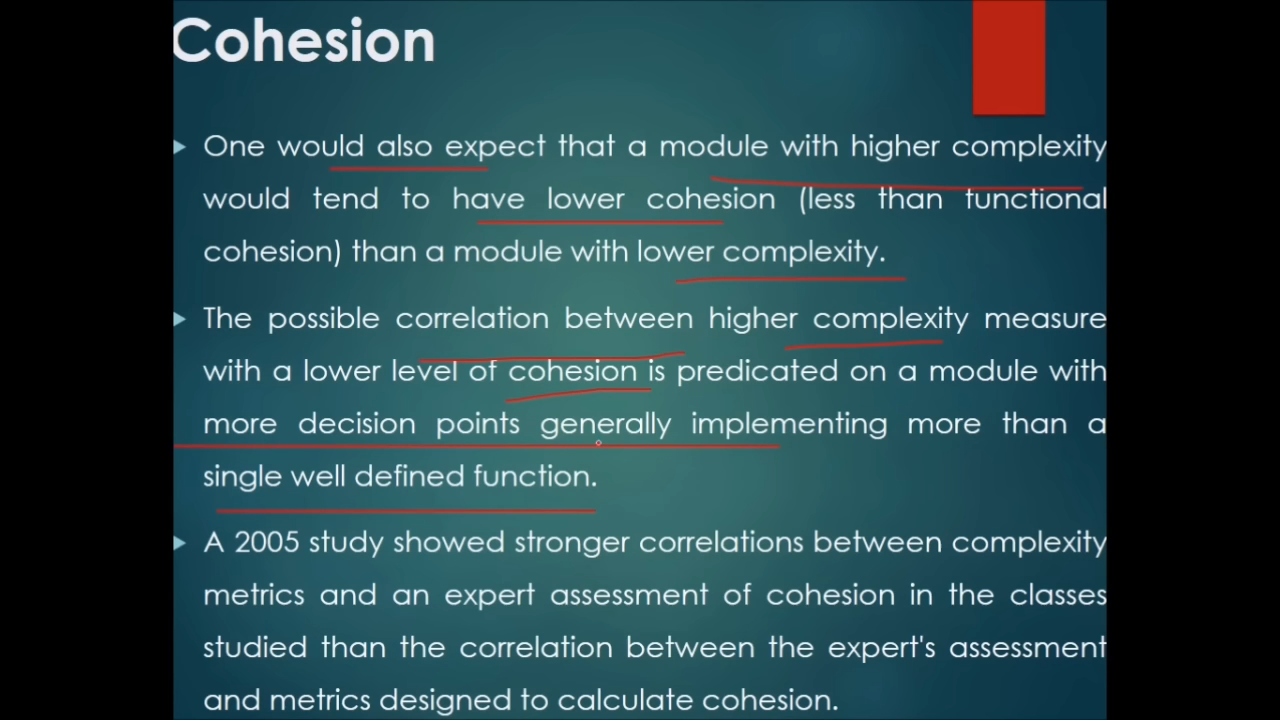 Cohesion
One would also expect that a module with higher complexity
would tend to have lower cohesion (less than functional
cohesion) than a module with lower complexity.
The possible correlation between higher complexity measure
with a lower level of cohesion is predicated on a module with
more decision points generally implementing more than a
single well defined function.
A 2005 study showed stronger correlations between complexity
metrics and an expert assessment of cohesion in the classes
studied than the correlation between the expert's assessment
and metrics designed to calculate cohesion.